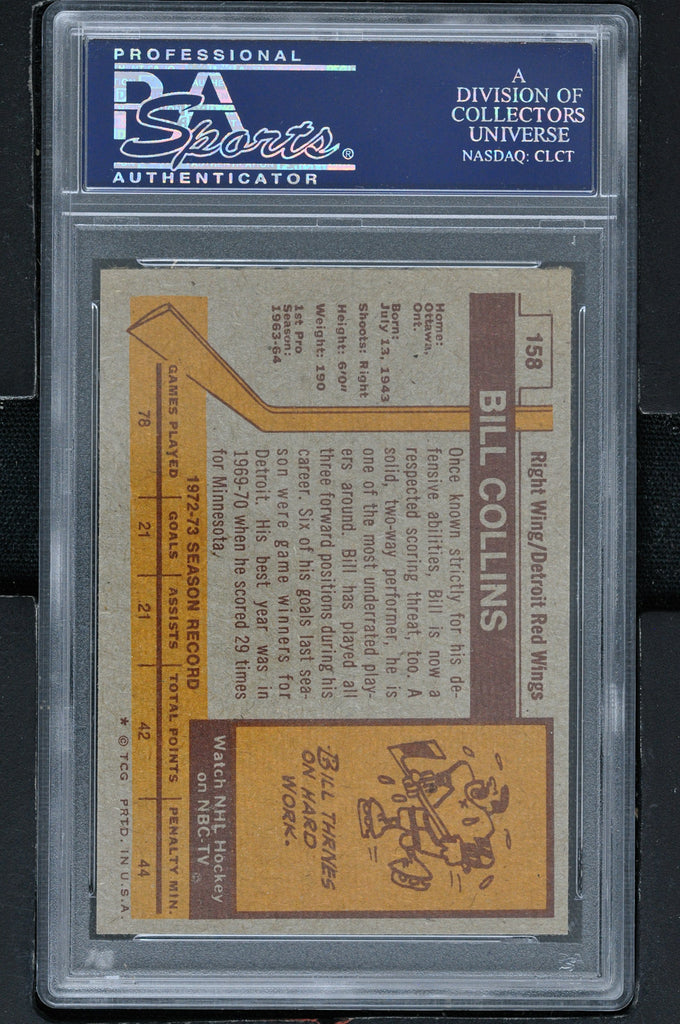 PROFESSIONAL
PSA
Sports®
AUTHENTICATOR
A
DIVISION OF
COLLECTORS
UNIVERSE
NASDAQ: CLCT
158
Right Wing/Detroit Red Wings
BILL COLLINS
Home:
Ottawa,
Ont.
Born:
July 13, 1943
Shoots: Right
Height: 6'0"
Weight: 190
1st Pro
Season:
1963-64
Once known strictly for his de-
fensive abilities, Bill is now a
respected scoring threat, too. A
solid, two-way performer, he is
one of the most underrated play-
ers around. Bill has played all
three forward positions during his
career. Six of his goals last sea-
son were game winners for
Detroit. His best year was in
1969-70 when he scored 29 times
for Minnesota,
BILL THRIVES
ON HARD
WORK.
Watch NHL Hockey
on NBC-TV
1972-73 SEASON RECORD
GAMES PLAYED GOALS ASSISTS TOTAL POINTS PENALTY MIN.
78 21 21 42 44
* © TCG PRTD. IN U.S.A.